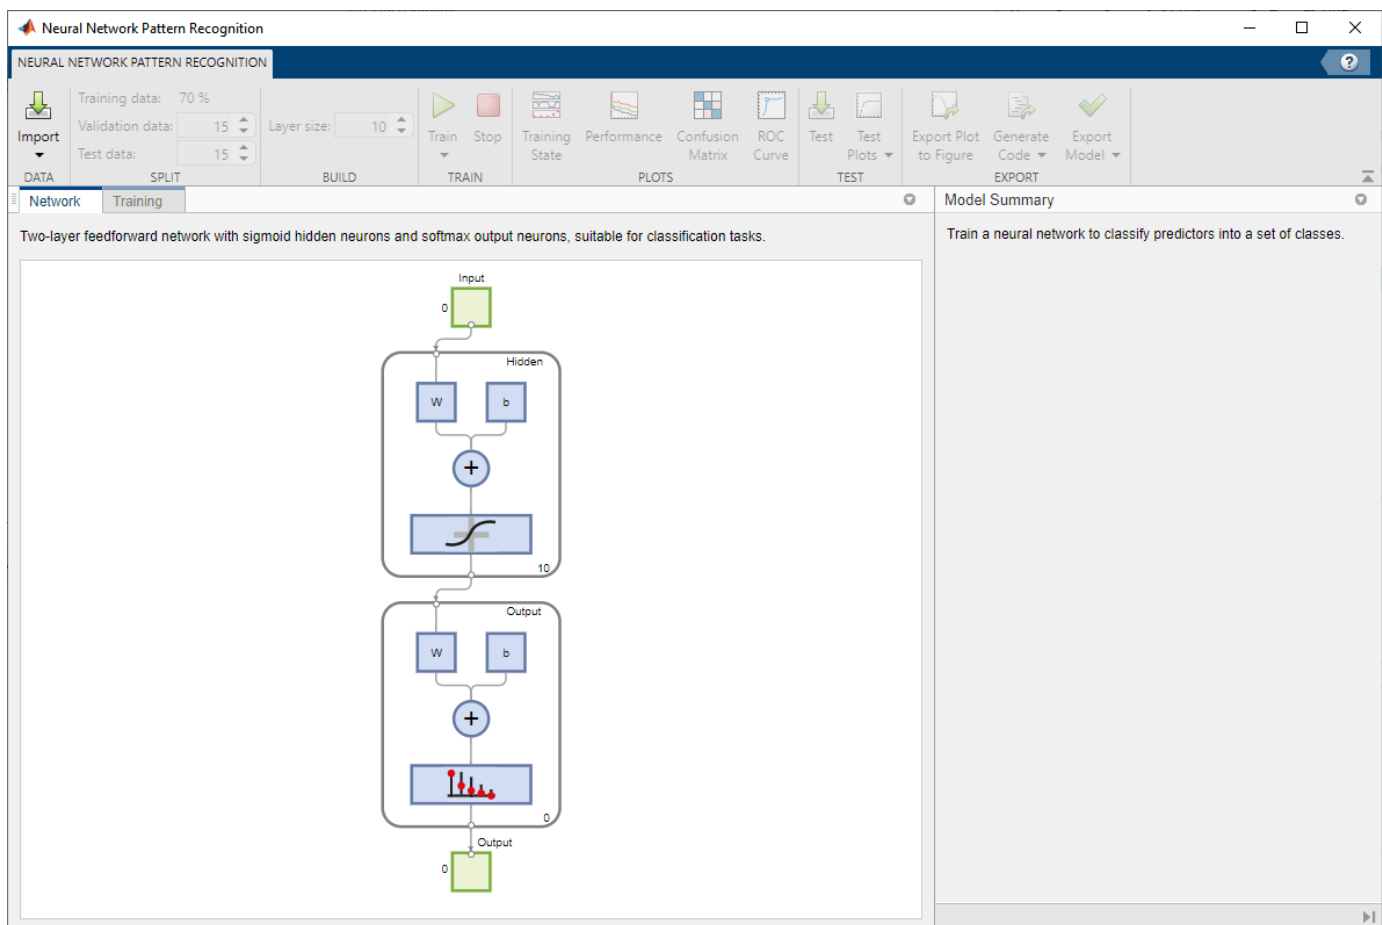 Neural Network Pattern Recognition
NEURAL NETWORK PATTERN RECOGNITION
?
Import
DATA
Training data: 70 %
Validation data: 15
Test data: 15
SPLIT
Layer size: 10
BUILD
Train
Stop
TRAIN
Training
State
Performance
Confusion
Matrix
ROC
Curve
PLOTS
Test
Test
Plots
TEST
Export Plot
to Figure
Generate
Code
Export
Model
EXPORT
Network
Training
Two-layer feedforward network with sigmoid hidden neurons and softmax output neurons, suitable for classification tasks.
Input
0
Hidden
W
b
+
10
Output
W
b
+
0
Output
0
Model Summary
Train a neural network to classify predictors into a set of classes.